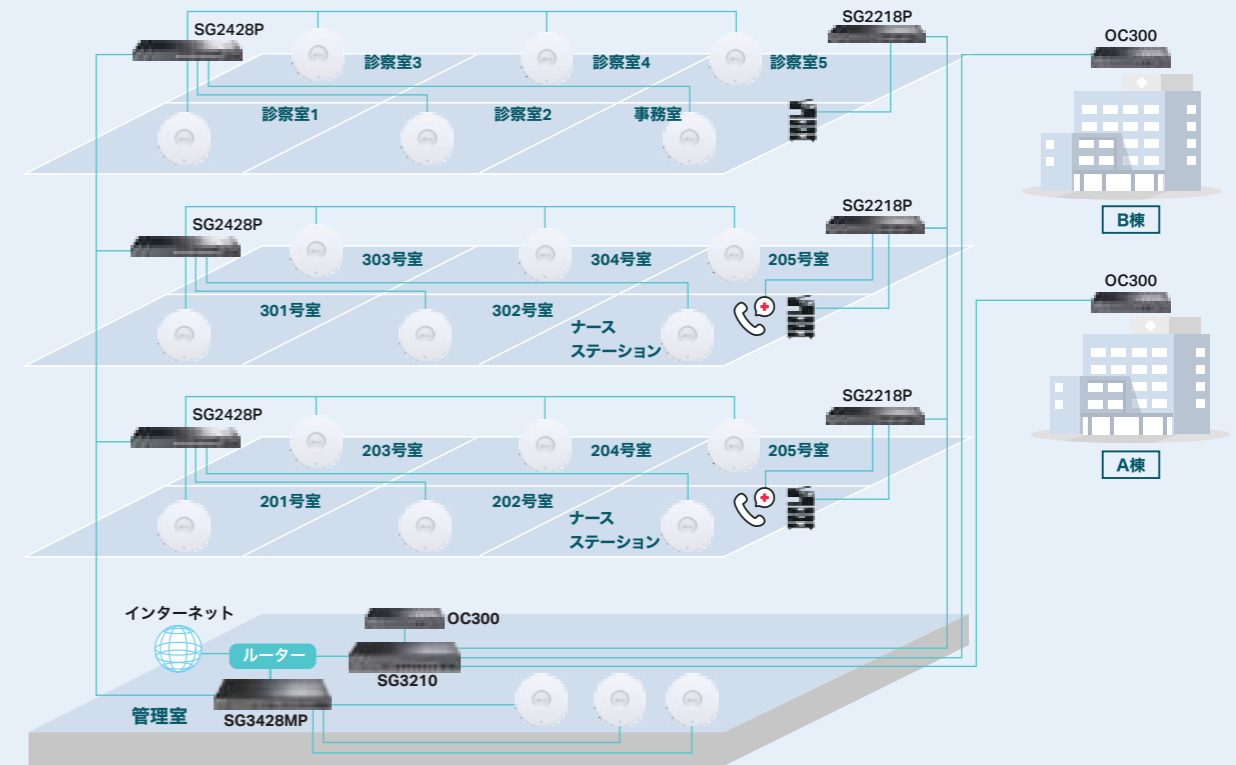 SG2428P
SG2218P
OC300
診察室3
診察室4
診察室5
診察室1
診察室2
事務室
B棟
SG2428P
SG2218P
303号室
304号室
205号室
301号室
302号室
ナース
ステーション
OC300
A棟
SG2428P
SG2218P
203号室
204号室
205号室
201号室
202号室
ナース
ステーション
インターネット
OC300
ルーター
SG3210
管理室
SG3428MP